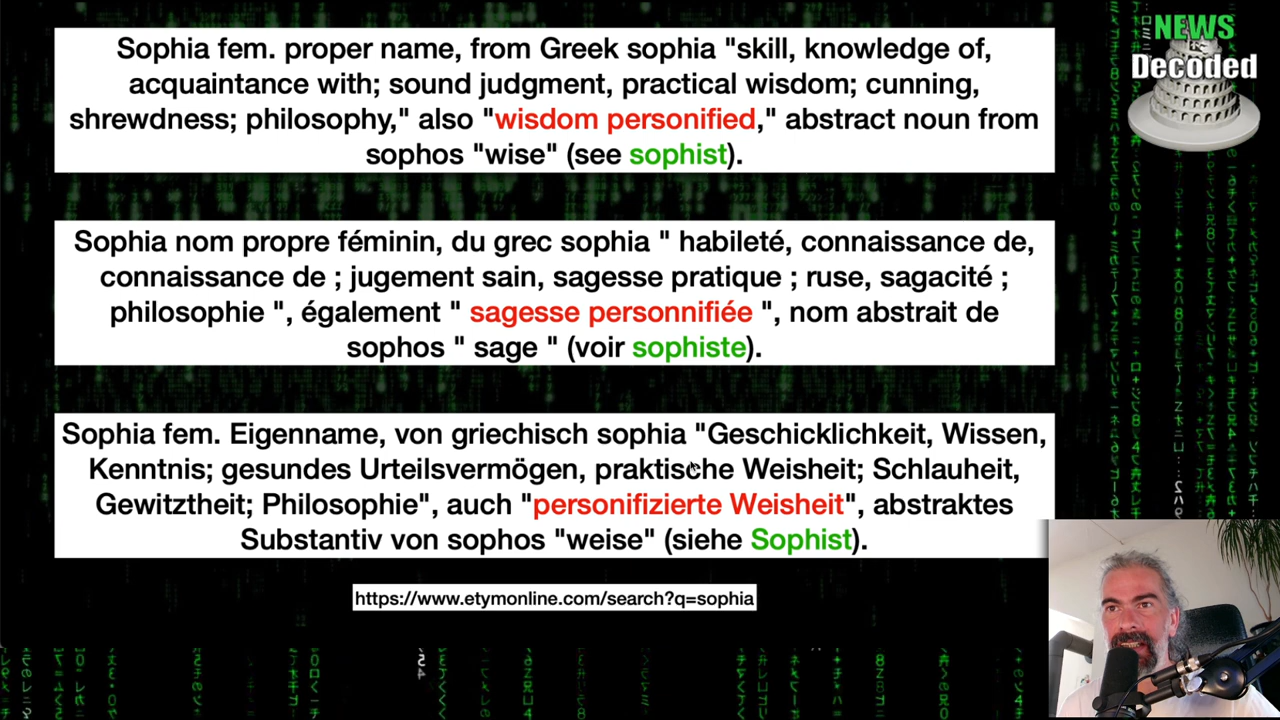 NEWS
Decoded
Sophia fem. proper name, from Greek sophia "skill, knowledge of,
acquaintance with; sound judgment, practical wisdom; cunning,
shrewdness; philosophy," also "wisdom personified," abstract noun from
sophos "wise" (see sophist).
Sophia nom propre féminin, du grec sophia " habileté, connaissance de,
connaissance de ; jugement sain, sagesse pratique ; ruse, sagacité ;
philosophie ", également " sagesse personnifiée ", nom abstrait de
sophos " sage " (voir sophiste).
Sophia fem. Eigenname, von griechisch sophia "Geschicklichkeit, Wissen,
Kenntnis; gesundes Urteilsvermögen, praktische Weisheit; Schlauheit,
Gewitztheit; Philosophie", auch "personifizierte Weisheit", abstraktes
Substantiv von sophos "weise" (siehe Sophist).
https://www.etymonline.com/search?q=sophia